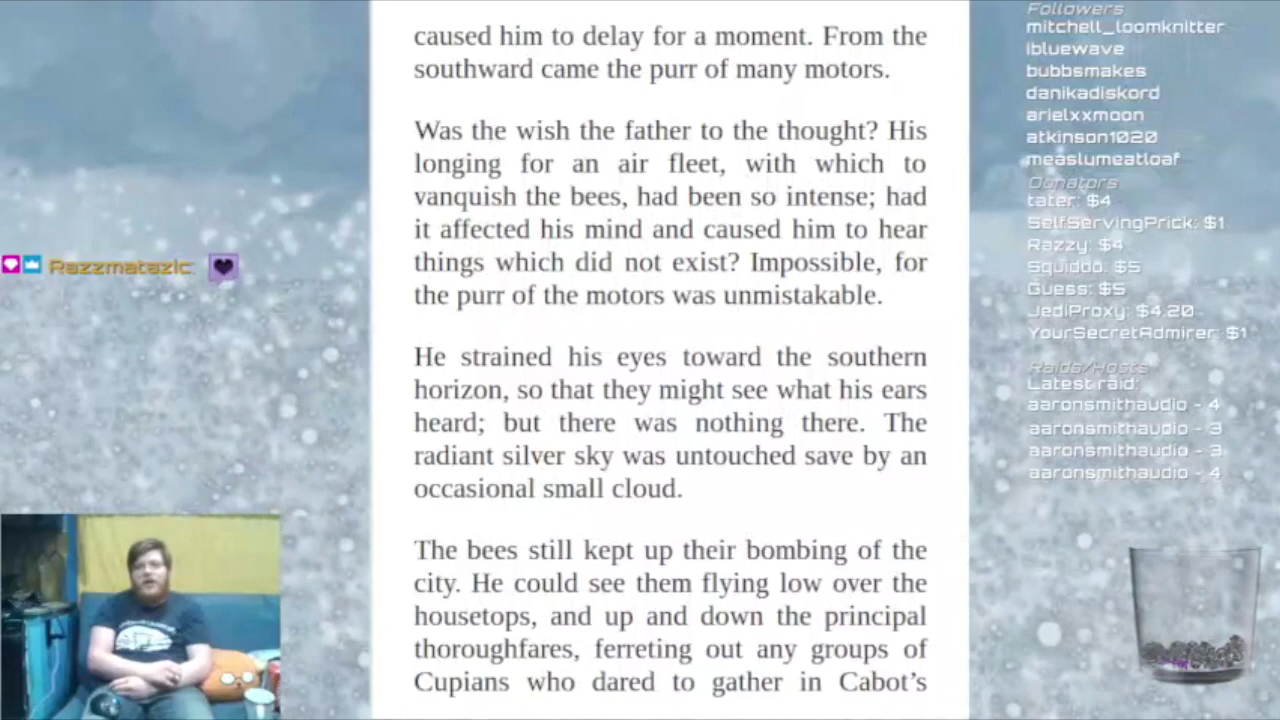 caused him to delay for a moment. From the
southward came the purr of many motors.
Was the wish the father to the thought? His
longing for an air fleet, with which to
vanquish the bees, had been so intense; had
it affected his mind and caused him to hear
things which did not exist? Impossible, for
the purr of the motors was unmistakable.
He strained his eyes toward the southern
horizon, so that they might see what his ears
heard; but there was nothing there. The
radiant silver sky was untouched save by an
occasional small cloud.
The bees still kept up their bombing of the
city. He could see them flying low over the
housetops, and up and down the principal
thoroughfares, ferreting out any groups of
Cupians who dared to gather in Cabot's
Razzmatazic
Followers
mitchell_loomknitter
ibluewave
bubbsmakes
danikadiskord
arielxxmoon
atkinson1020
measlymeatloaf
Donators
tater: $4
SelfServingPrick: $1
Razzy: $4
Squidoo: $5
Guess: $5
JediProxy: $4.20
YourSecretAdmirer: $1
Raids/Hosts
Latest raid:
aaronsmithaudio - 4
aaronsmithaudio - 3
aaronsmithaudio - 3
aaronsmithaudio - 4